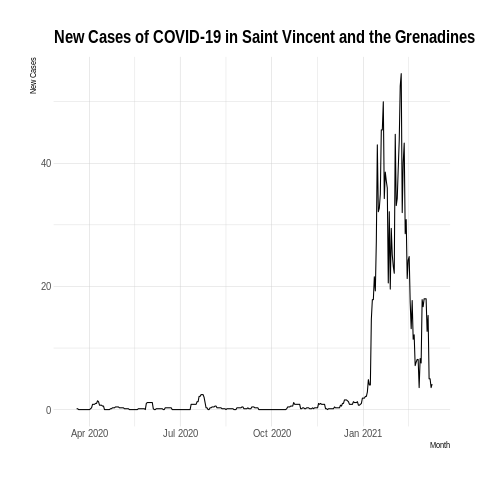 New Cases of COVID-19 in Saint Vincent and the Grenadines
New Cases
40
20
0
Apr 2020 Jul 2020 Oct 2020 Jan 2021
Month